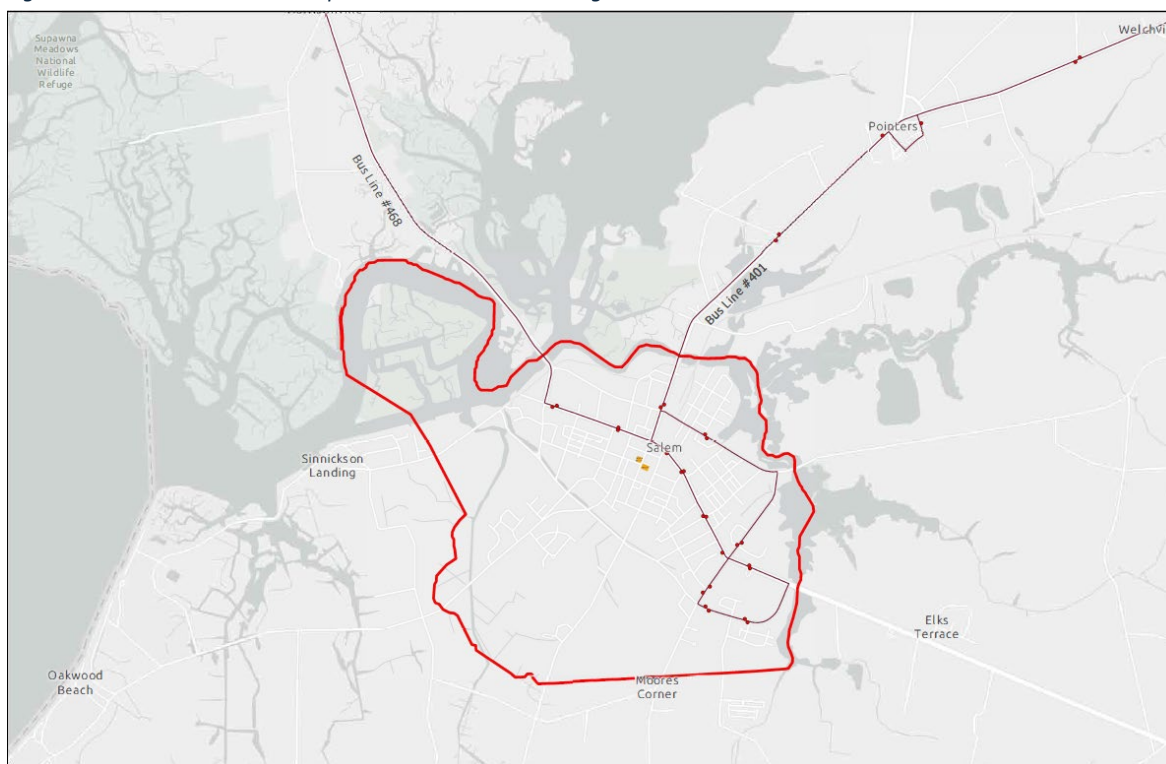 Supawna
Meadows
National
Wildlife
Refuge
Welchvi
Pointers
Bus Line #468
Bus Line #401
Salem
Sinnickson
Landing
Elks
Terrace
Oakwood
Beach
Moores
Corner